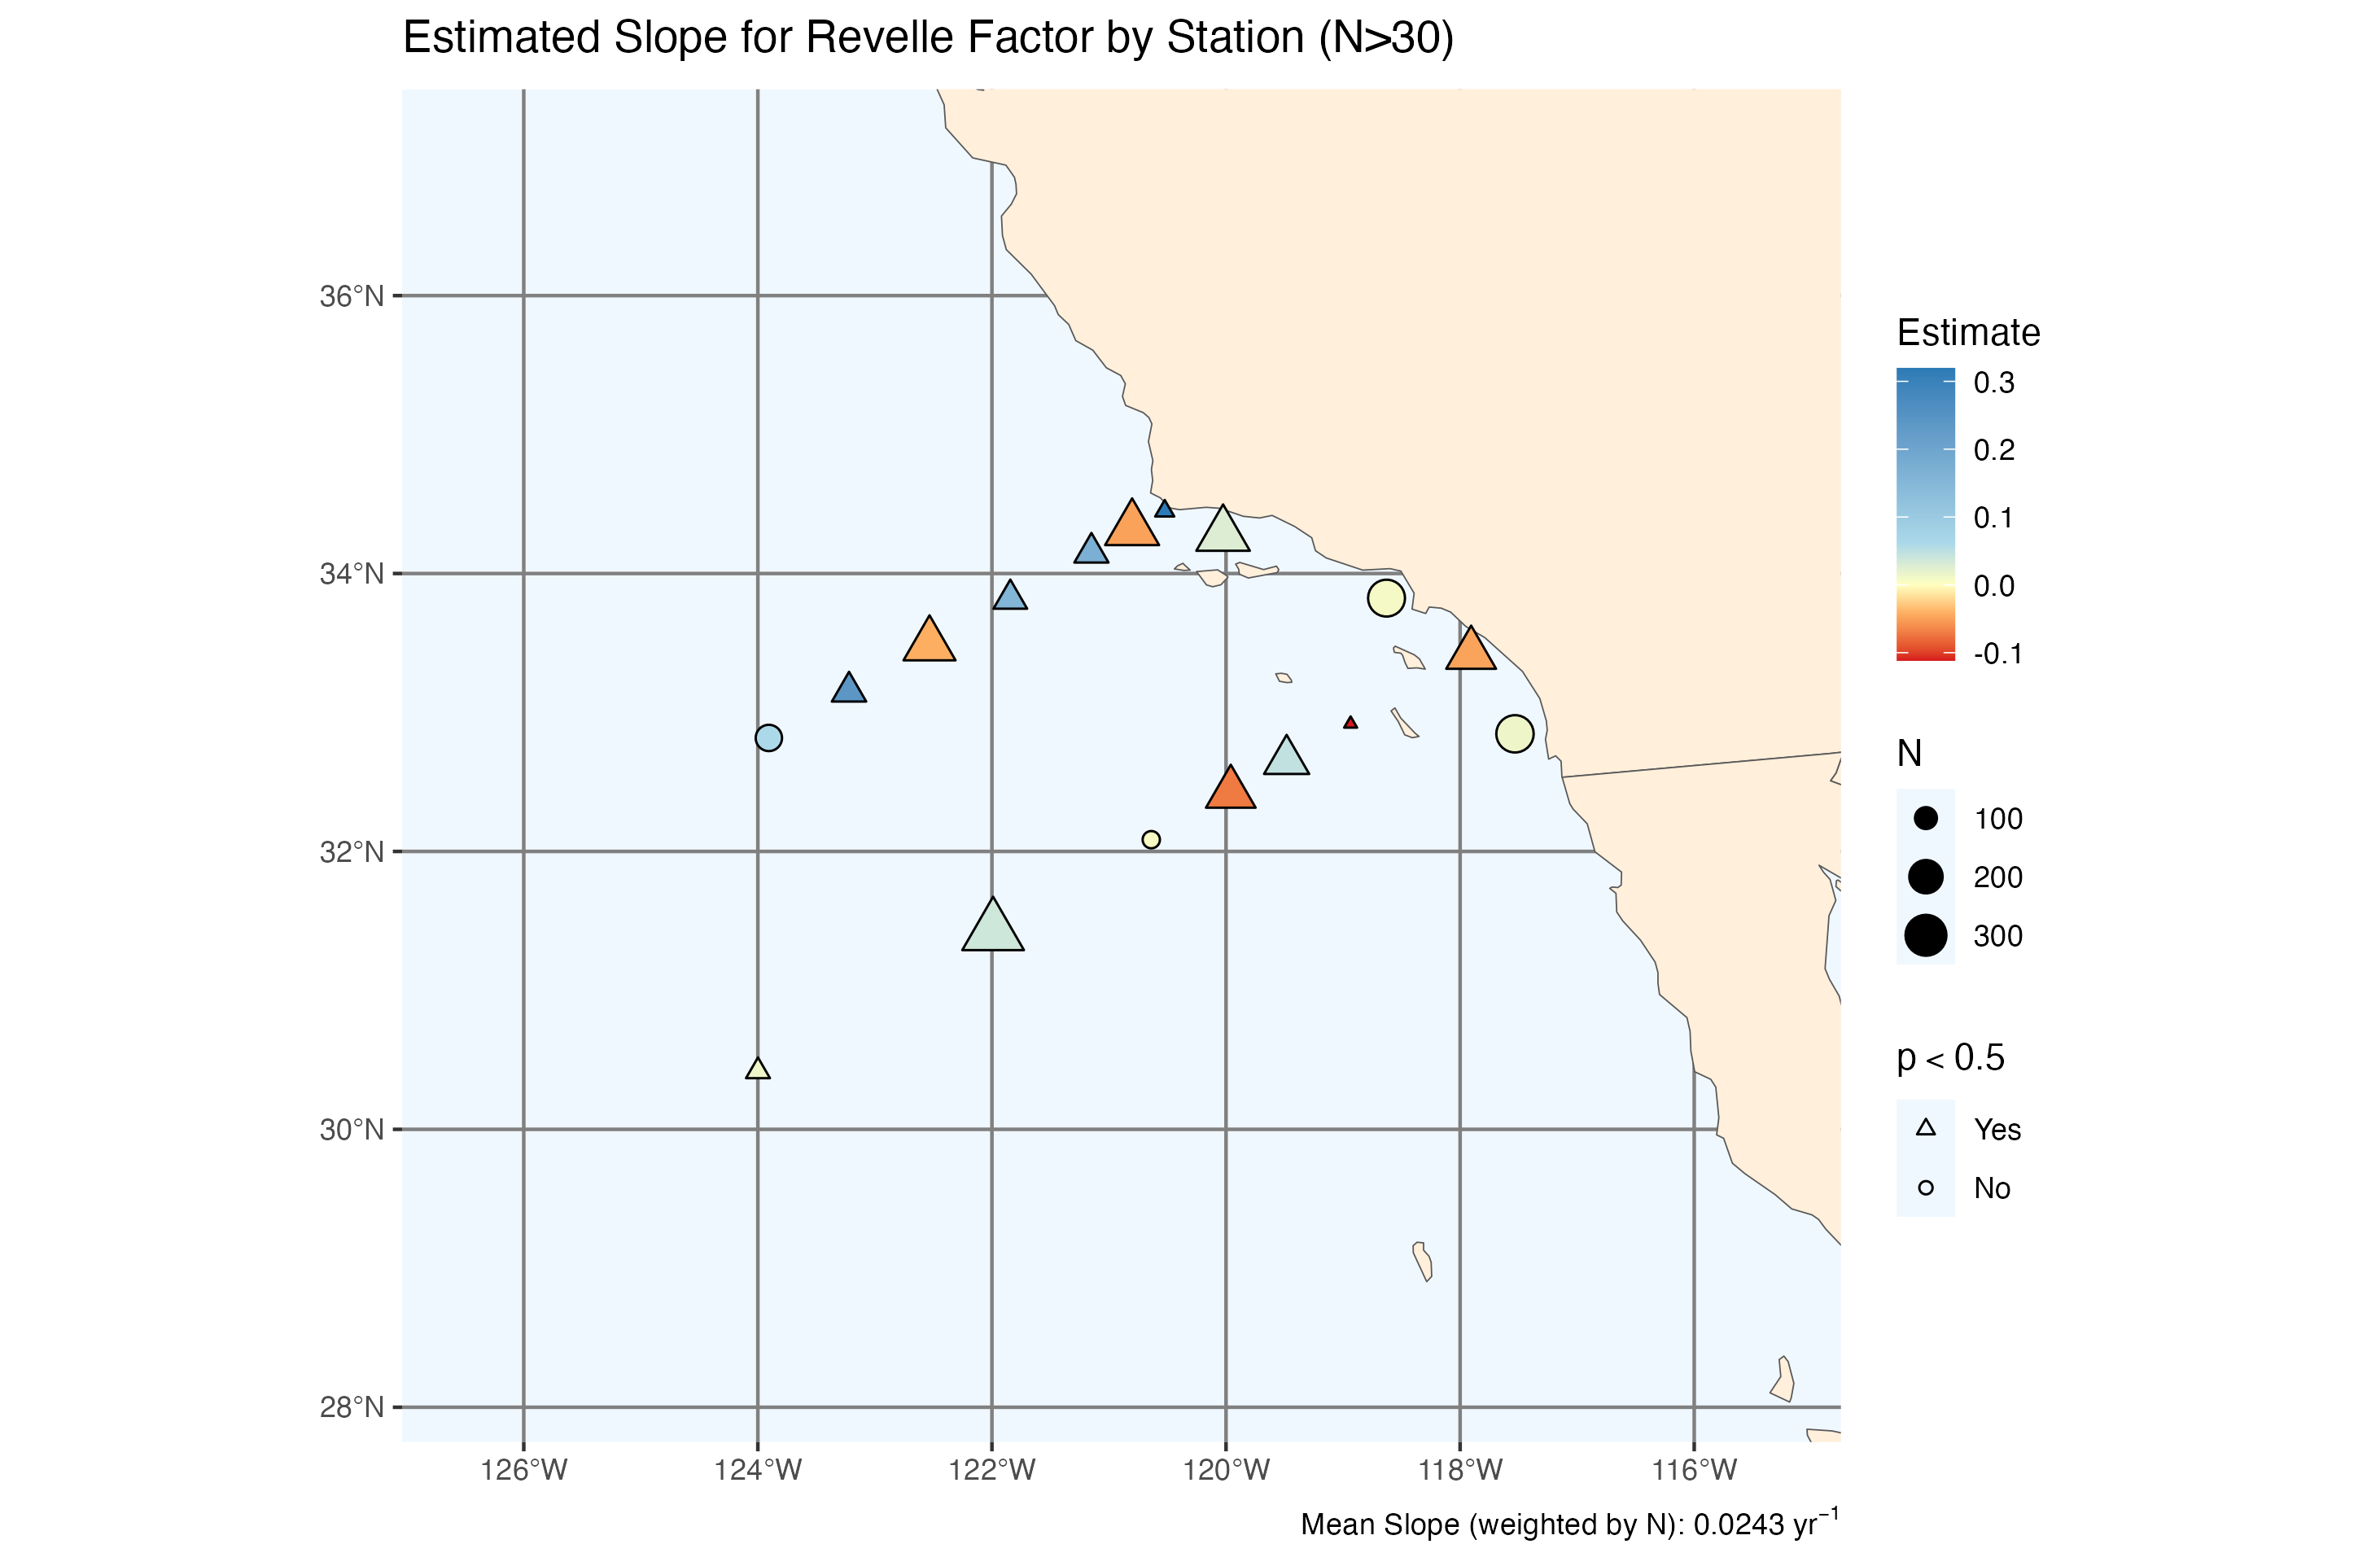 Estimated Slope for Revelle Factor by Station (N>30)
36°N
34°N
32°N
30°N
28°N
126°W
124°W
122°W
120°W
118°W
116°W
Mean Slope (weighted by N): 0.0243 yr⁻¹
Estimate
0.3
0.2
0.1
0.0
-0.1
N
100
200
300
p < 0.5
Yes
No